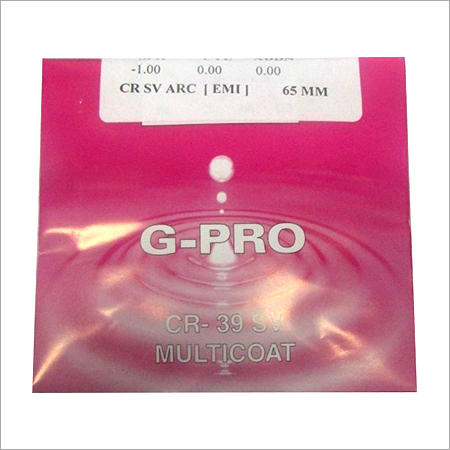 -1.00 0.00 0.00
CR SV ARC [ EMI ] 65 MM
G-PRO
CR- 39 SV
MULTICOAT